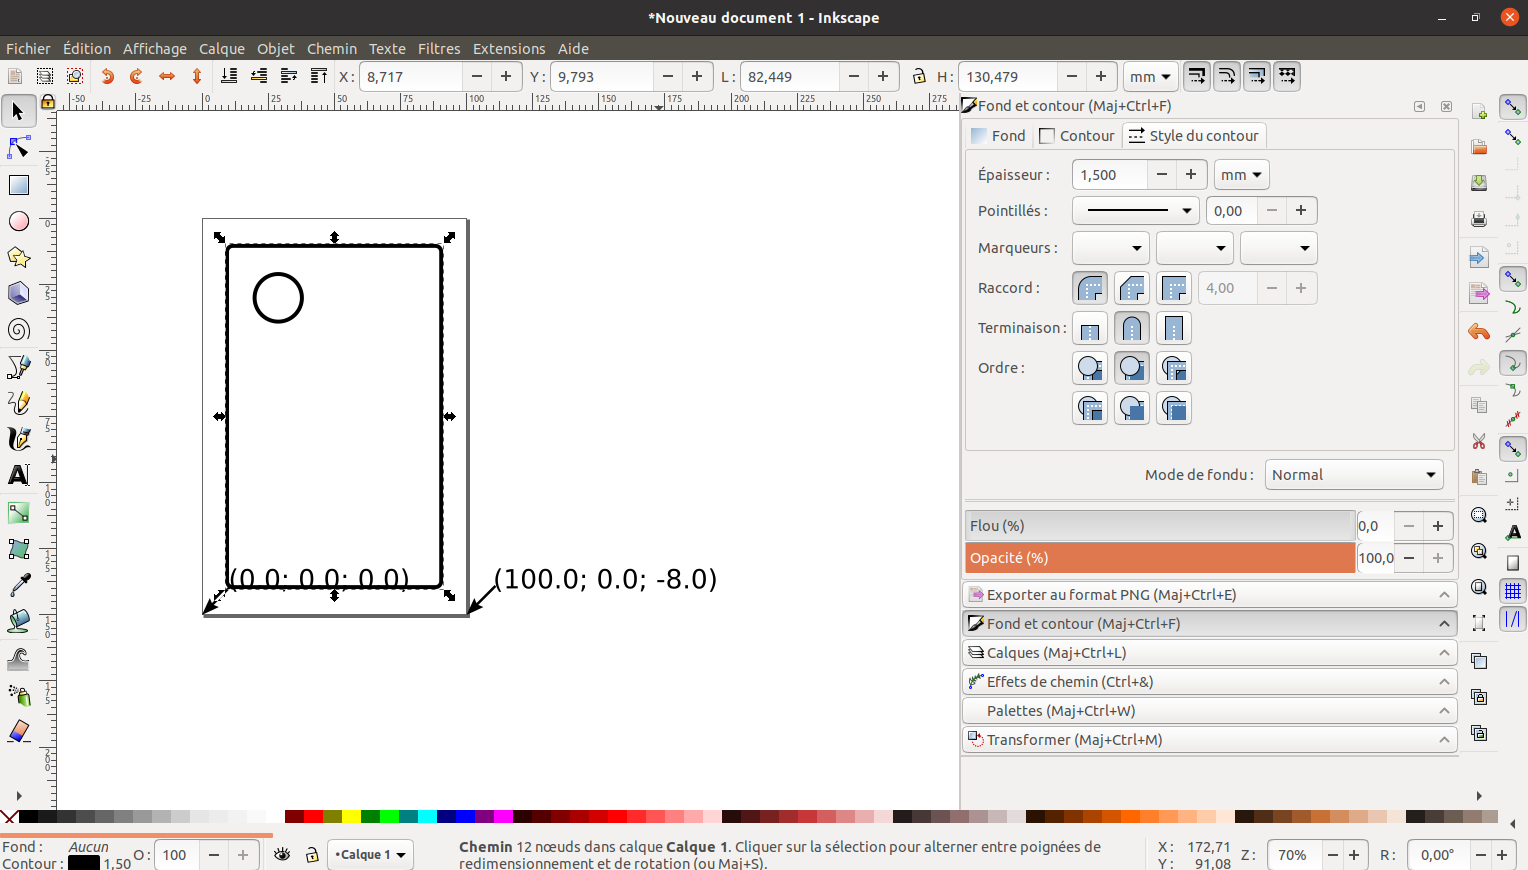 *Nouveau document 1 - Inkscape
Fichier Édition Affichage Calque Objet Chemin Texte Filtres Extensions Aide
X : 8,717 Y : 9,793 L : 82,449 H : 130,479 mm
-50 -25 0 25 50 75 100 125 150 175 200 225 250 275
Fond et contour (Maj+Ctrl+F)
Fond Contour Style du contour
Épaisseur : 1,500 mm
Pointillés : 0,00
Marqueurs :
Raccord : 4,00
Terminaison :
Ordre :
Mode de fondu : Normal
Flou (%) 0,0
Opacité (%) 100,0
(0.0; 0.0; 0.0) (100.0; 0.0; -8.0)
Exporter au format PNG (Maj+Ctrl+E)
Fond et contour (Maj+Ctrl+F)
Calques (Maj+Ctrl+L)
Effets de chemin (Ctrl+&)
Palettes (Maj+Ctrl+W)
Transformer (Maj+Ctrl+M)
Fond : Aucun
Contour : 1,50 O : 100 •Calque 1
Chemin 12 nœuds dans calque Calque 1. Cliquer sur la sélection pour alterner entre poignées de
redimensionnement et de rotation (ou Maj+S).
X : 172,71
Y : 91,08
Z : 70% R : 0,00°